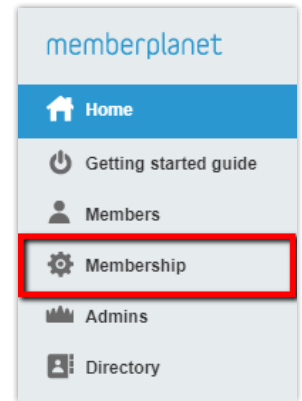 memberplanet
Home
Getting started guide
Members
Membership
Admins
Directory